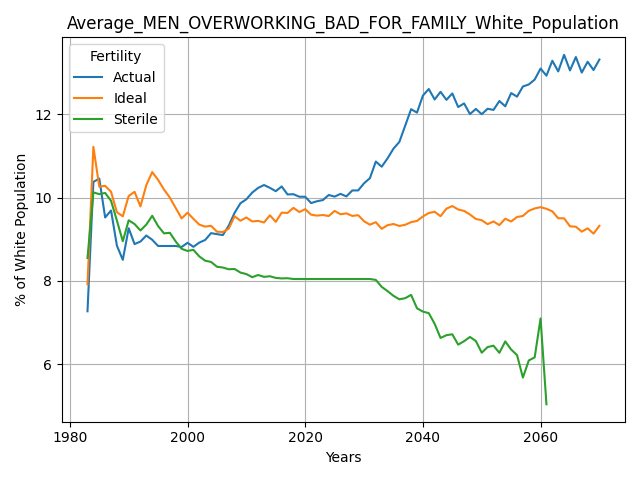 Average_MEN_OVERWORKING_BAD_FOR_FAMILY_White_Population
Fertility
Actual
Ideal
Sterile
% of White Population
12
10
8
6
1980
2000
2020
2040
2060
Years